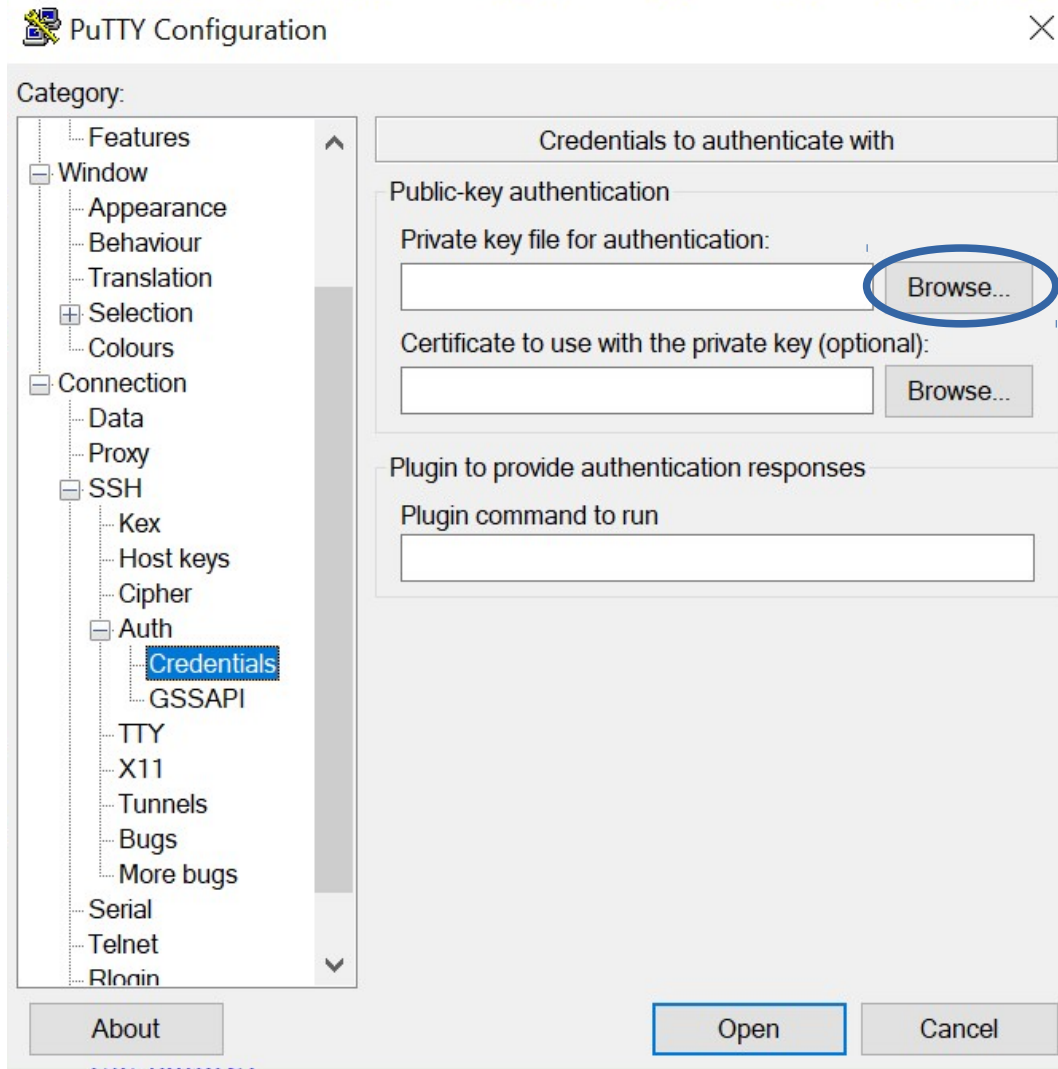 PuTTY Configuration
Category:
Features
Window
Appearance
Behaviour
Translation
Selection
Colours
Connection
Data
Proxy
SSH
Kex
Host keys
Cipher
Auth
Credentials
GSSAPI
TTY
X11
Tunnels
Bugs
More bugs
Serial
Telnet
Rlogin
Credentials to authenticate with
Public-key authentication
Private key file for authentication:
Browse...
Certificate to use with the private key (optional):
Browse...
Plugin to provide authentication responses
Plugin command to run
About
Open
Cancel